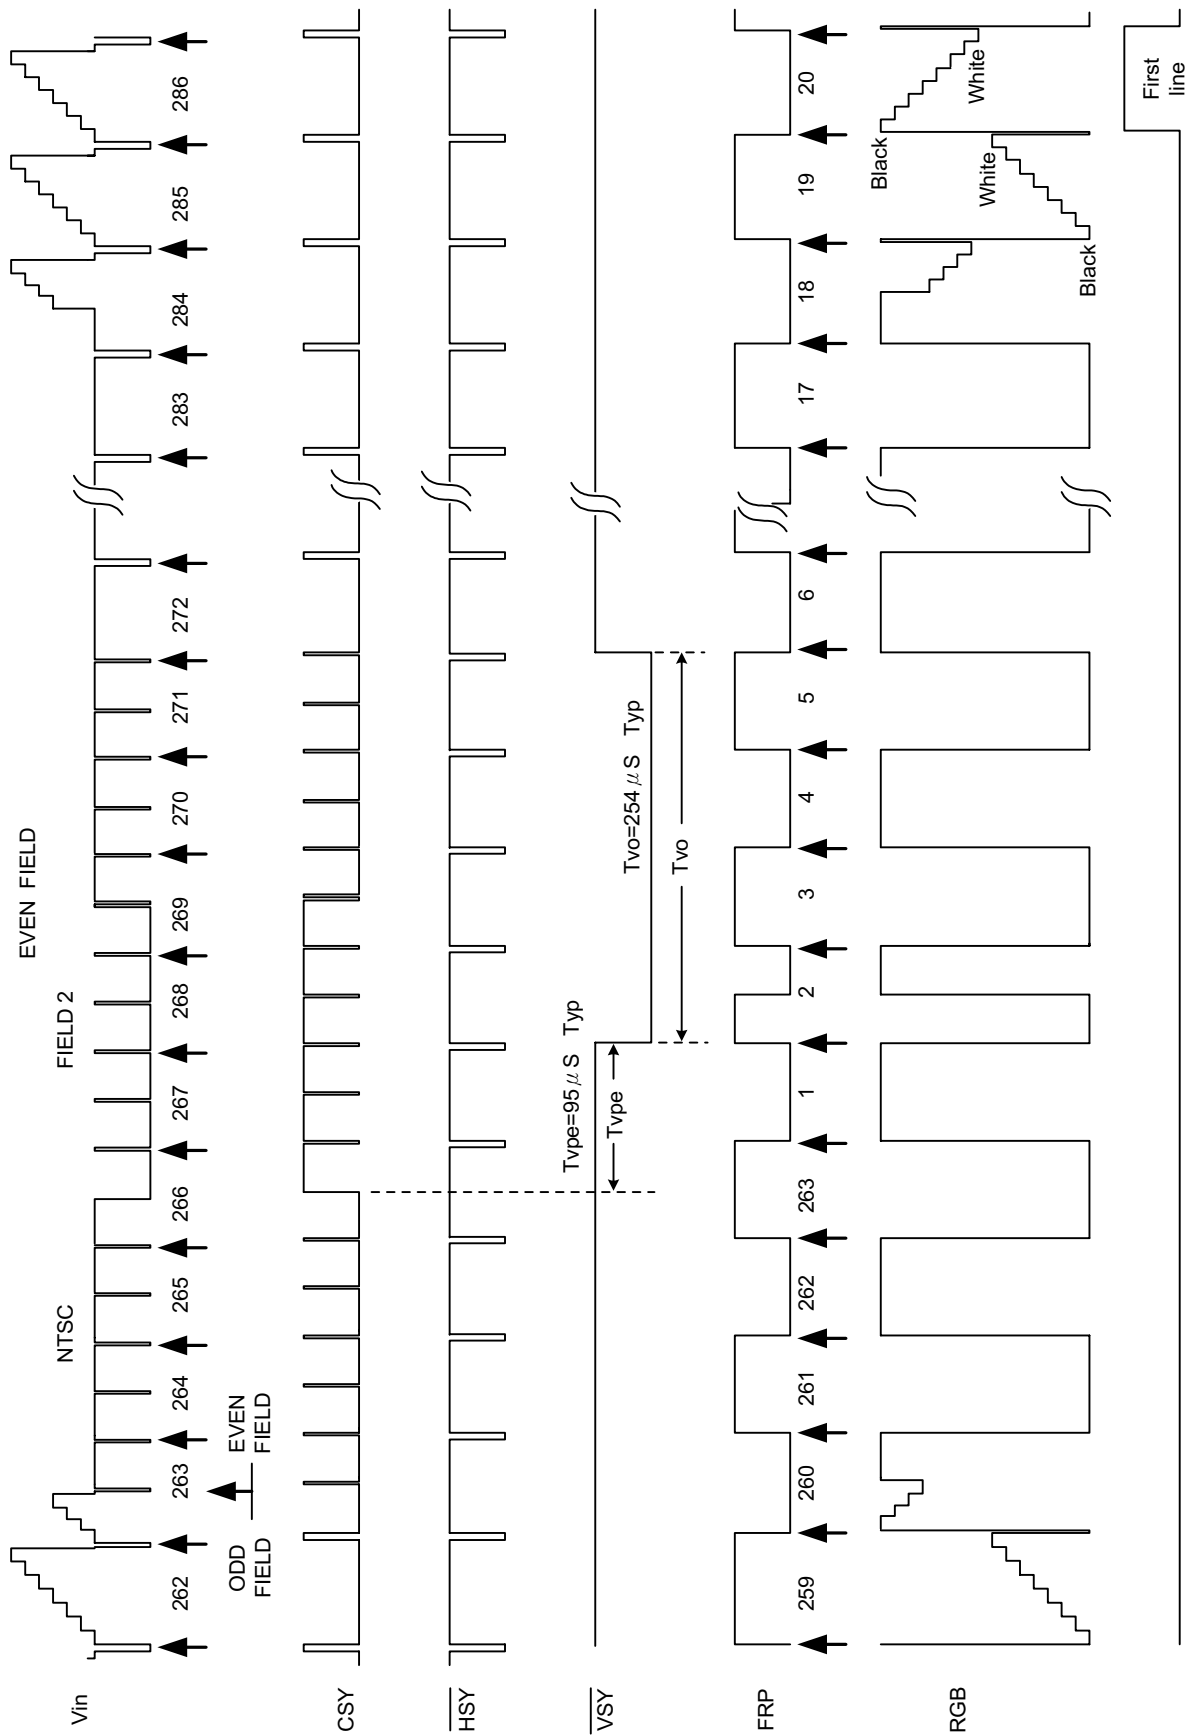 EVEN FIELD
FIELD 2
NTSC
Vin
262
263
264
265
266
267
268
269
270
271
272
283
284
285
286
ODD
FIELD
EVEN
FIELD
CSY
HSY
VSY
Tvpe=95μS Typ
Tvpe
Tvo=254μS Typ
Tvo
FRP
259
260
261
262
263
1
2
3
4
5
6
17
18
19
20
RGB
Black
White
Black
White
First
line